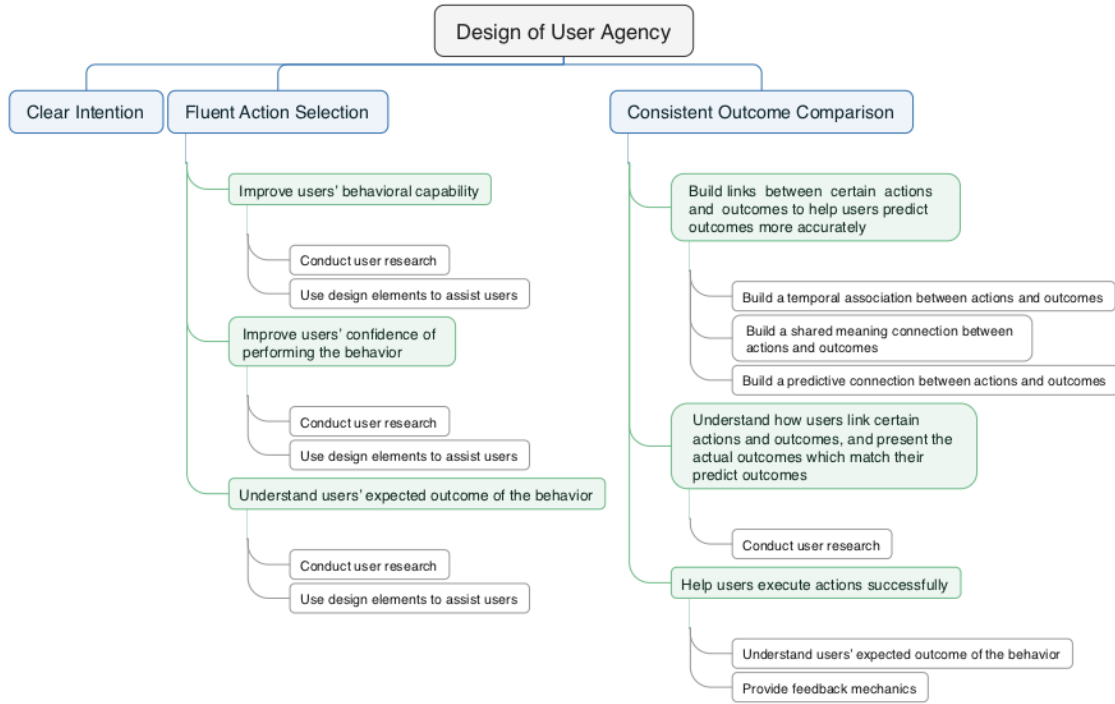 Design of User Agency
Clear Intention
Fluent Action Selection
Consistent Outcome Comparison
Improve users' behavioral capability
Conduct user research
Use design elements to assist users
Improve users' confidence of
performing the behavior
Conduct user research
Use design elements to assist users
Understand users' expected outcome of the behavior
Conduct user research
Use design elements to assist users
Build links between certain actions
and outcomes to help users predict
outcomes more accurately
Build a temporal association between actions and outcomes
Build a shared meaning connection between
actions and outcomes
Build a predictive connection between actions and outcomes
Understand how users link certain
actions and outcomes, and present the
actual outcomes which match their
predict outcomes
Conduct user research
Help users execute actions successfully
Understand users' expected outcome of the behavior
Provide feedback mechanics